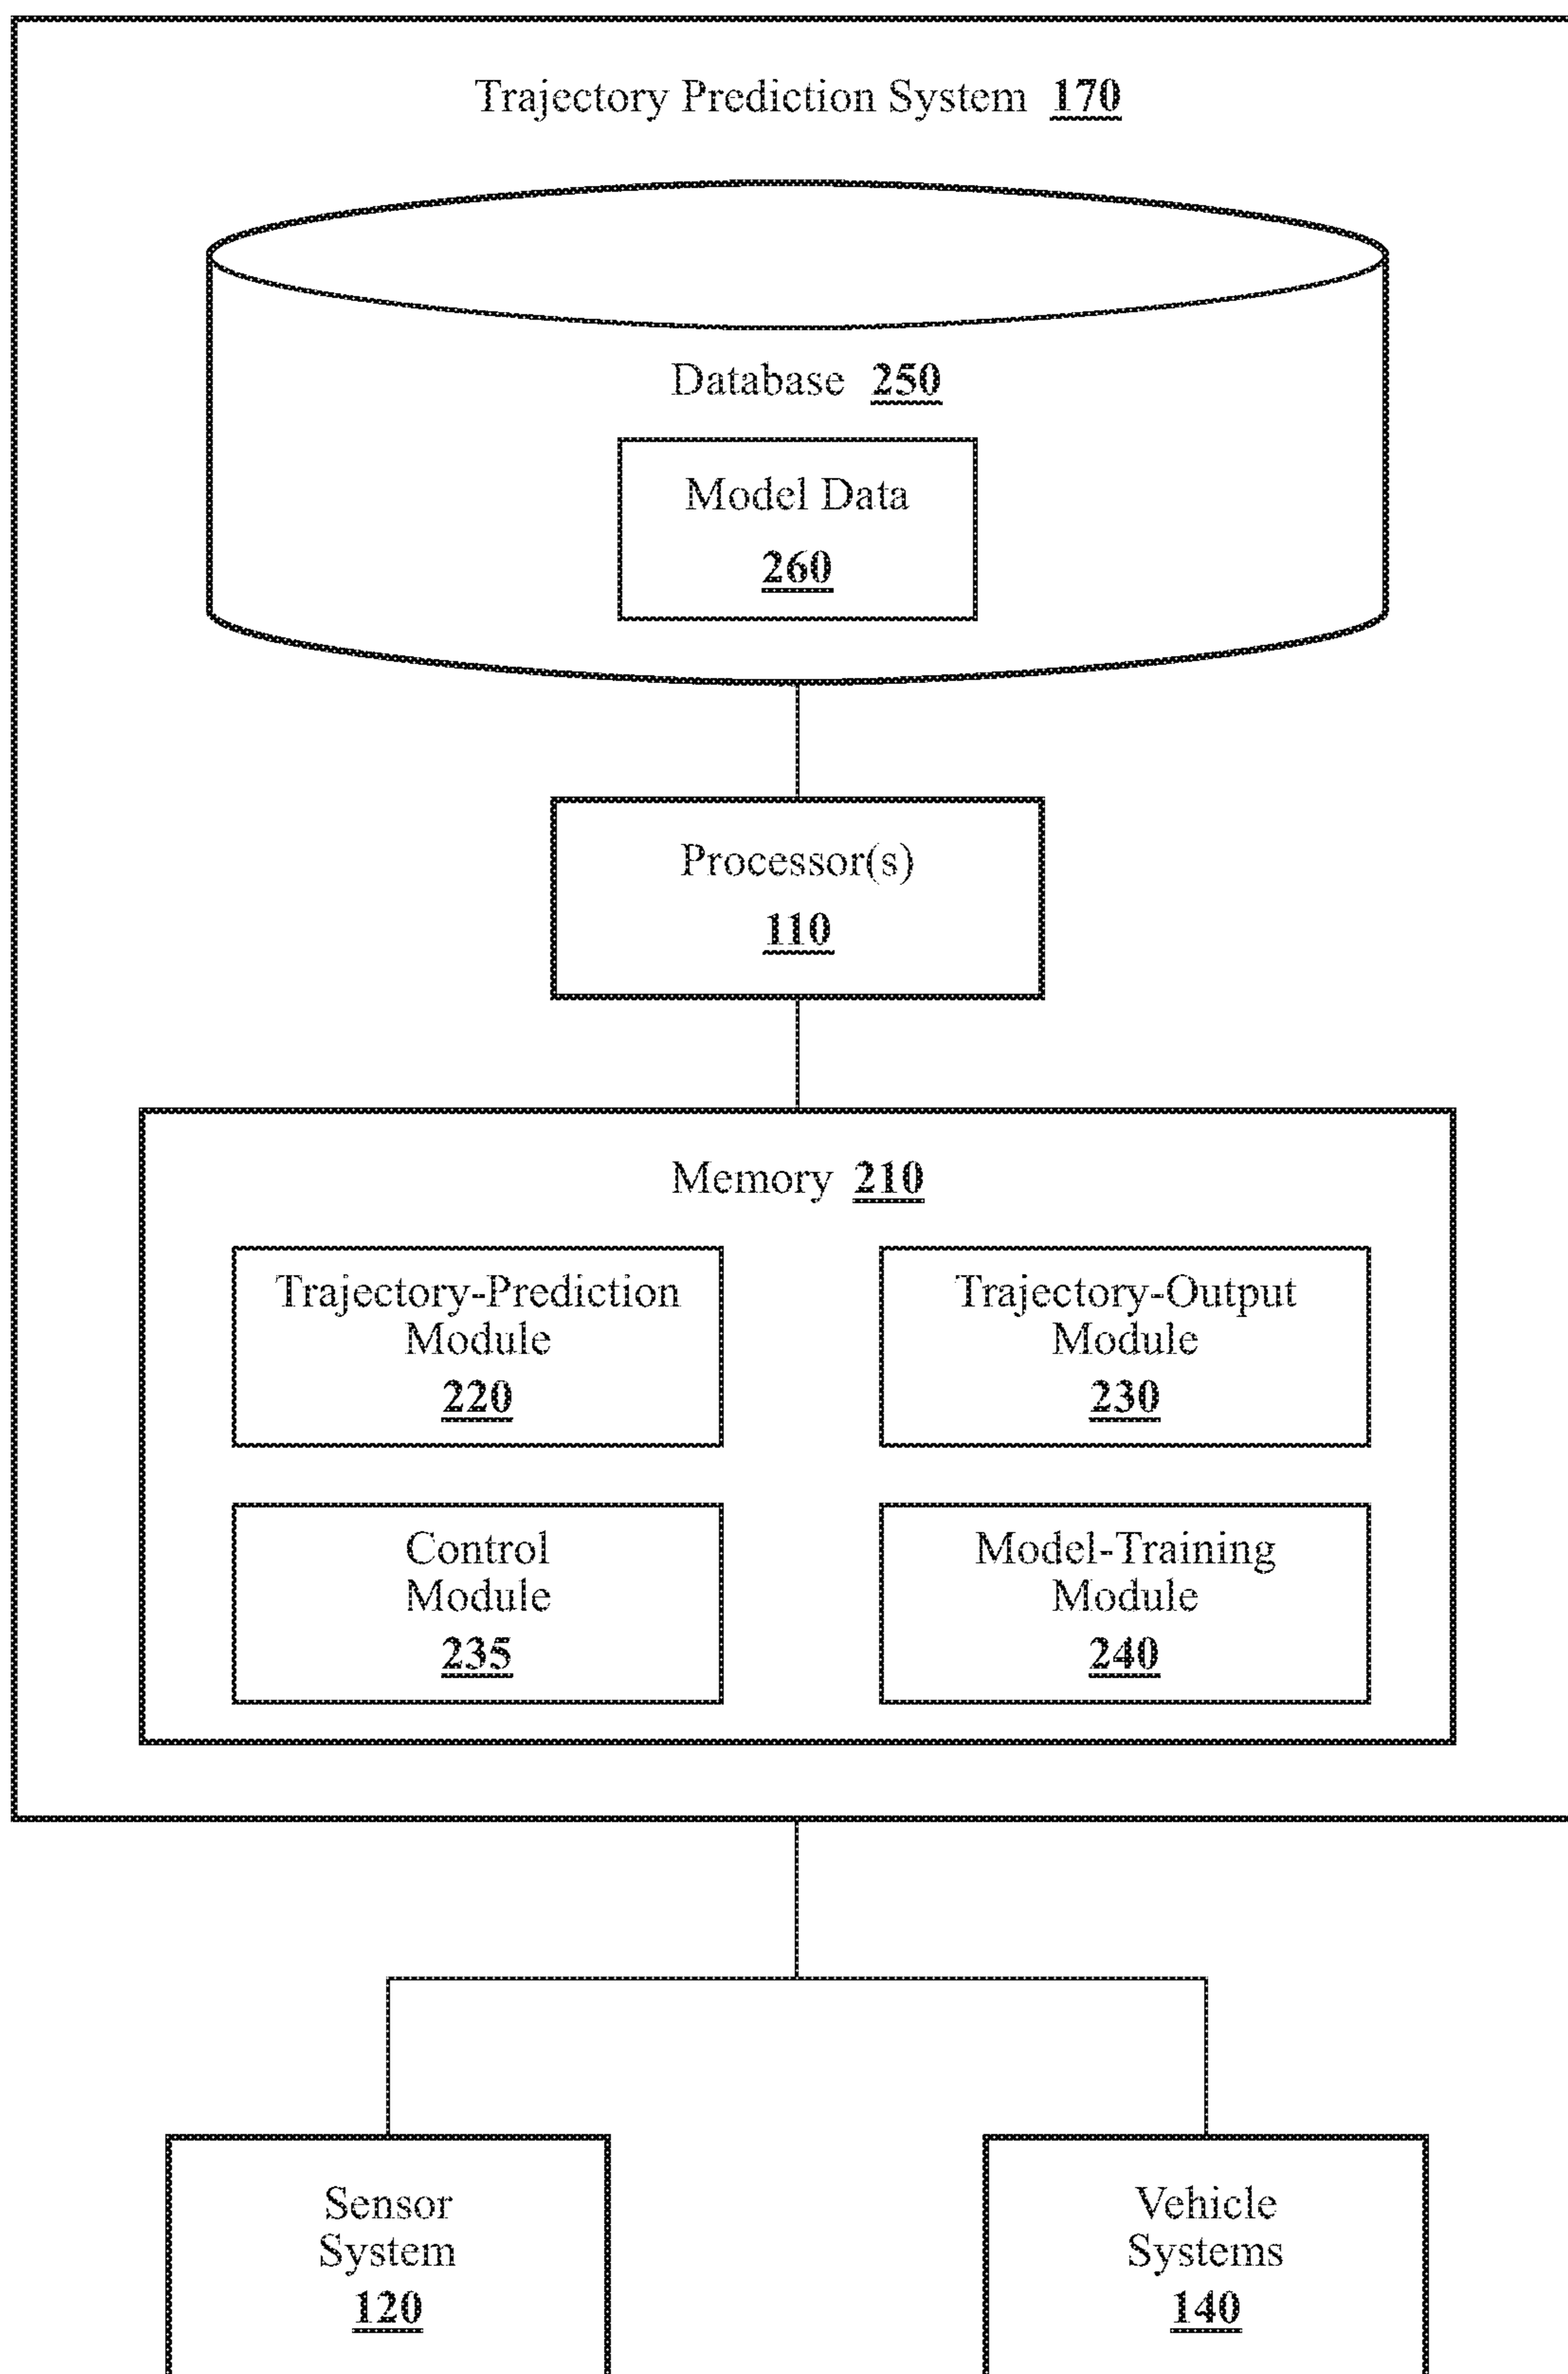 Trajectory Prediction System 170
Database 250
Model Data
260
Processor(s)
110
Memory 210
Trajectory-Prediction
Module
220
Trajectory-Output
Module
230
Control
Module
235
Model-Training
Module
240
Sensor
System
120
Vehicle
Systems
140